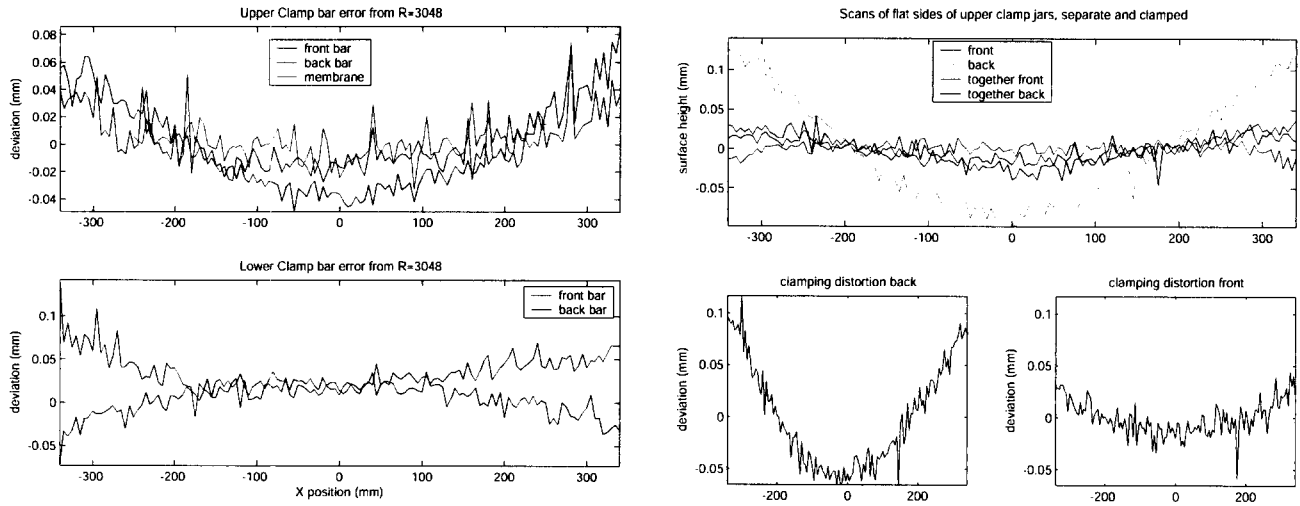 Upper Clamp bar error from R=3048
deviation (mm)
0.08
0.06
0.04
0.02
0
-0.02
-0.04
front bar
back bar
membrane
-300 -200 -100 0 100 200 300
Lower Clamp bar error from R=3048
deviation (mm)
0.1
0.05
0
-0.05
front bar
back bar
-300 -200 -100 0 100 200 300
X position (mm)
Scans of flat sides of upper clamp jars, separate and clamped
surface height (mm)
0.1
0.05
0
-0.05
front
back
together front
together back
-300 -200 -100 0 100 200 300
clamping distortion back
deviation (mm)
0.1
0.05
0
-0.05
-200 0 200
clamping distortion front
deviation (mm)
0.1
0.05
0
-0.05
-200 0 200